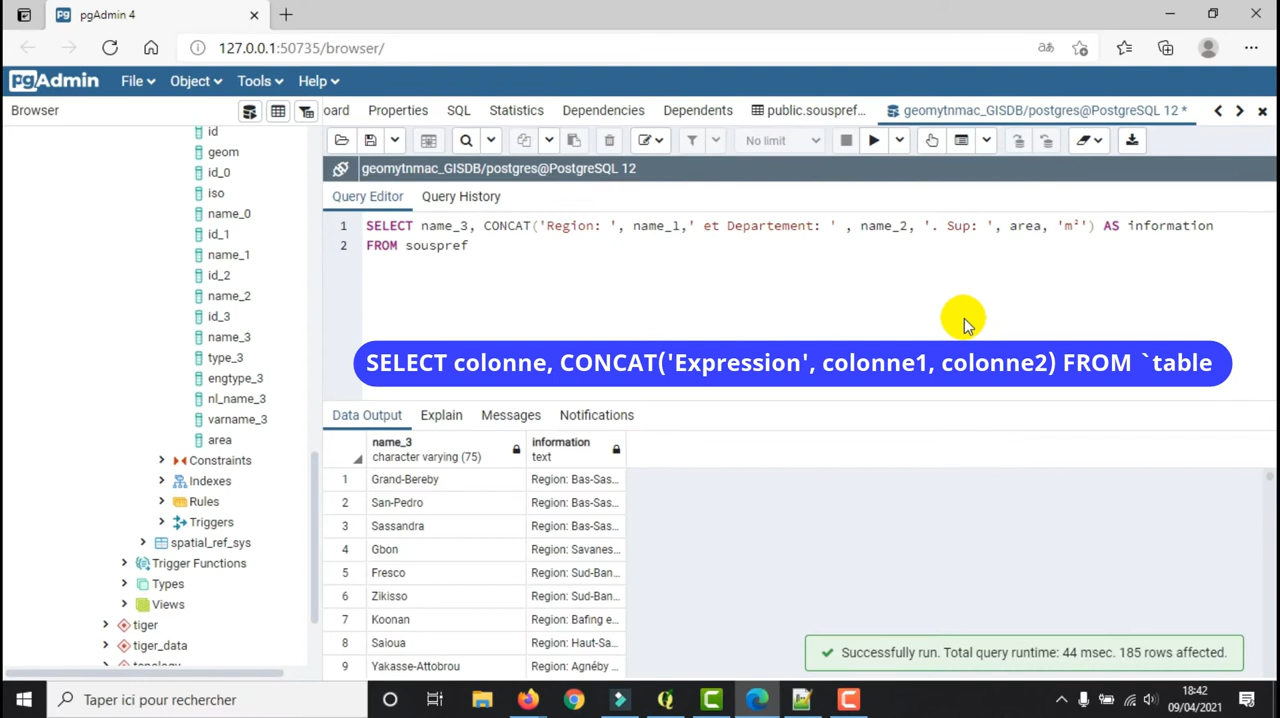 pgAdmin 4
127.0.0.1:50735/browser/
pgAdmin File Object Tools Help
Browser
oard Properties SQL Statistics Dependencies Dependents public.souspref... geomytnmac_GISDB/postgres@PostgreSQL 12 *
No limit
geomytnmac_GISDB/postgres@PostgreSQL 12
Query Editor Query History
1 SELECT name_3, CONCAT('Region: ', name_1,' et Departement: ' , name_2, '. Sup: ', area, 'm²') AS information
2 FROM souspref
SELECT colonne, CONCAT('Expression', colonne1, colonne2) FROM `table
id
geom
id_0
iso
name_0
id_1
name_1
id_2
name_2
id_3
name_3
type_3
engtype_3
nl_name_3
varname_3
area
Constraints
Indexes
Rules
Triggers
spatial_ref_sys
Trigger Functions
Types
Views
tiger
tiger_data
topology
Data Output Explain Messages Notifications
name_3 information
character varying (75) text
1 Grand-Bereby Region: Bas-Sas...
2 San-Pedro Region: Bas-Sas...
3 Sassandra Region: Bas-Sas...
4 Gbon Region: Savanes...
5 Fresco Region: Sud-Ban...
6 Zikisso Region: Sud-Ban...
7 Koonan Region: Bafing e...
8 Saioua Region: Haut-Sa...
9 Yakasse-Attobrou Region: Agnéby ...
Successfully run. Total query runtime: 44 msec. 185 rows affected.
Taper ici pour rechercher
18:42
09/04/2021